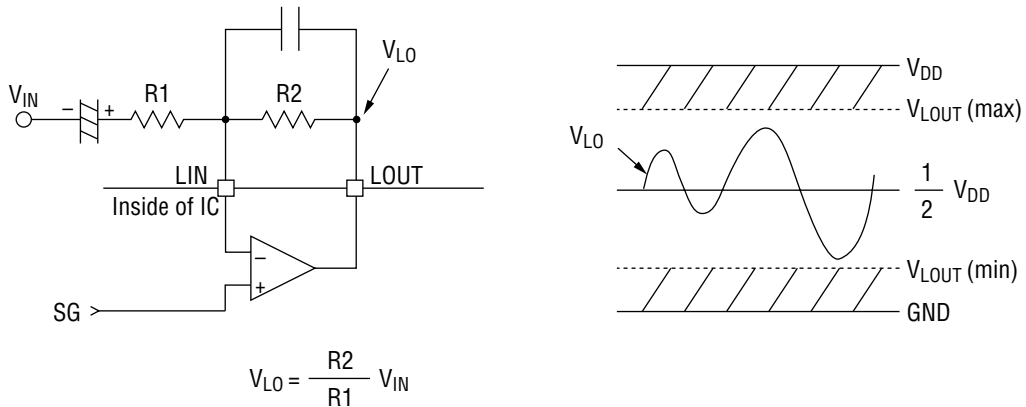 V_LO
V_IN
− + R1 R2
LIN LOUT
Inside of IC
−
+
SG
V_LO = R2/R1 V_IN
V_DD
V_LOUT (max)
V_LO
1/2 V_DD
V_LOUT (min)
GND